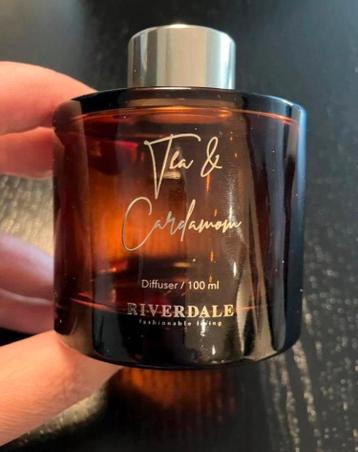 Tea &
Cardamom
Diffuser / 100 ml
RIVERDALE
fashionable living